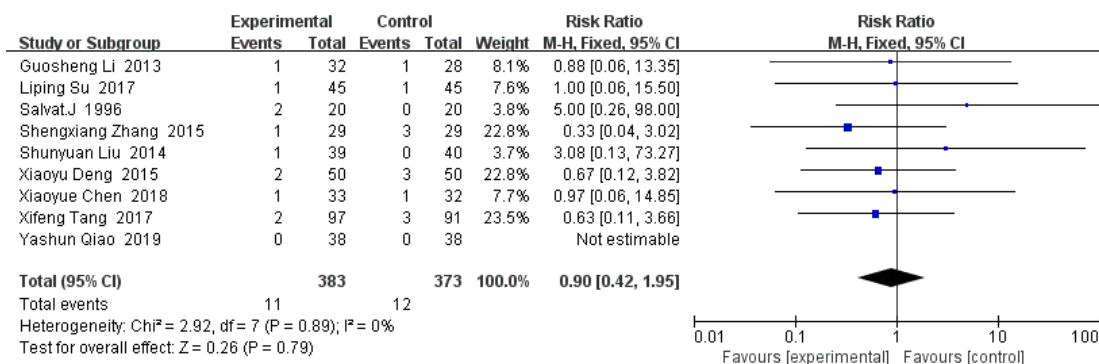 Experimental Control Risk Ratio Risk Ratio
Study or Subgroup Events Total Events Total Weight M-H, Fixed, 95% CI M-H, Fixed, 95% CI
Guosheng Li 2013 1 32 1 28 8.1% 0.88 [0.06, 13.35]
Liping Su 2017 1 45 1 45 7.6% 1.00 [0.06, 15.50]
Salvat.J 1996 2 20 0 20 3.8% 5.00 [0.26, 98.00]
Shengxiang Zhang 2015 1 29 3 29 22.8% 0.33 [0.04, 3.02]
Shunyuan Liu 2014 1 39 0 40 3.7% 3.08 [0.13, 73.27]
Xiaoyu Deng 2015 2 50 3 50 22.8% 0.67 [0.12, 3.82]
Xiaoyue Chen 2018 1 33 1 32 7.7% 0.97 [0.06, 14.85]
Xifeng Tang 2017 2 97 3 91 23.5% 0.63 [0.11, 3.66]
Yashun Qiao 2019 0 38 0 38 Not estimable
Total (95% CI) 383 373 100.0% 0.90 [0.42, 1.95]
Total events 11 12
Heterogeneity: Chi² = 2.92, df = 7 (P = 0.89); I² = 0%
Test for overall effect: Z = 0.26 (P = 0.79)
0.01 0.1 1 10 100
Favours [experimental] Favours [control]